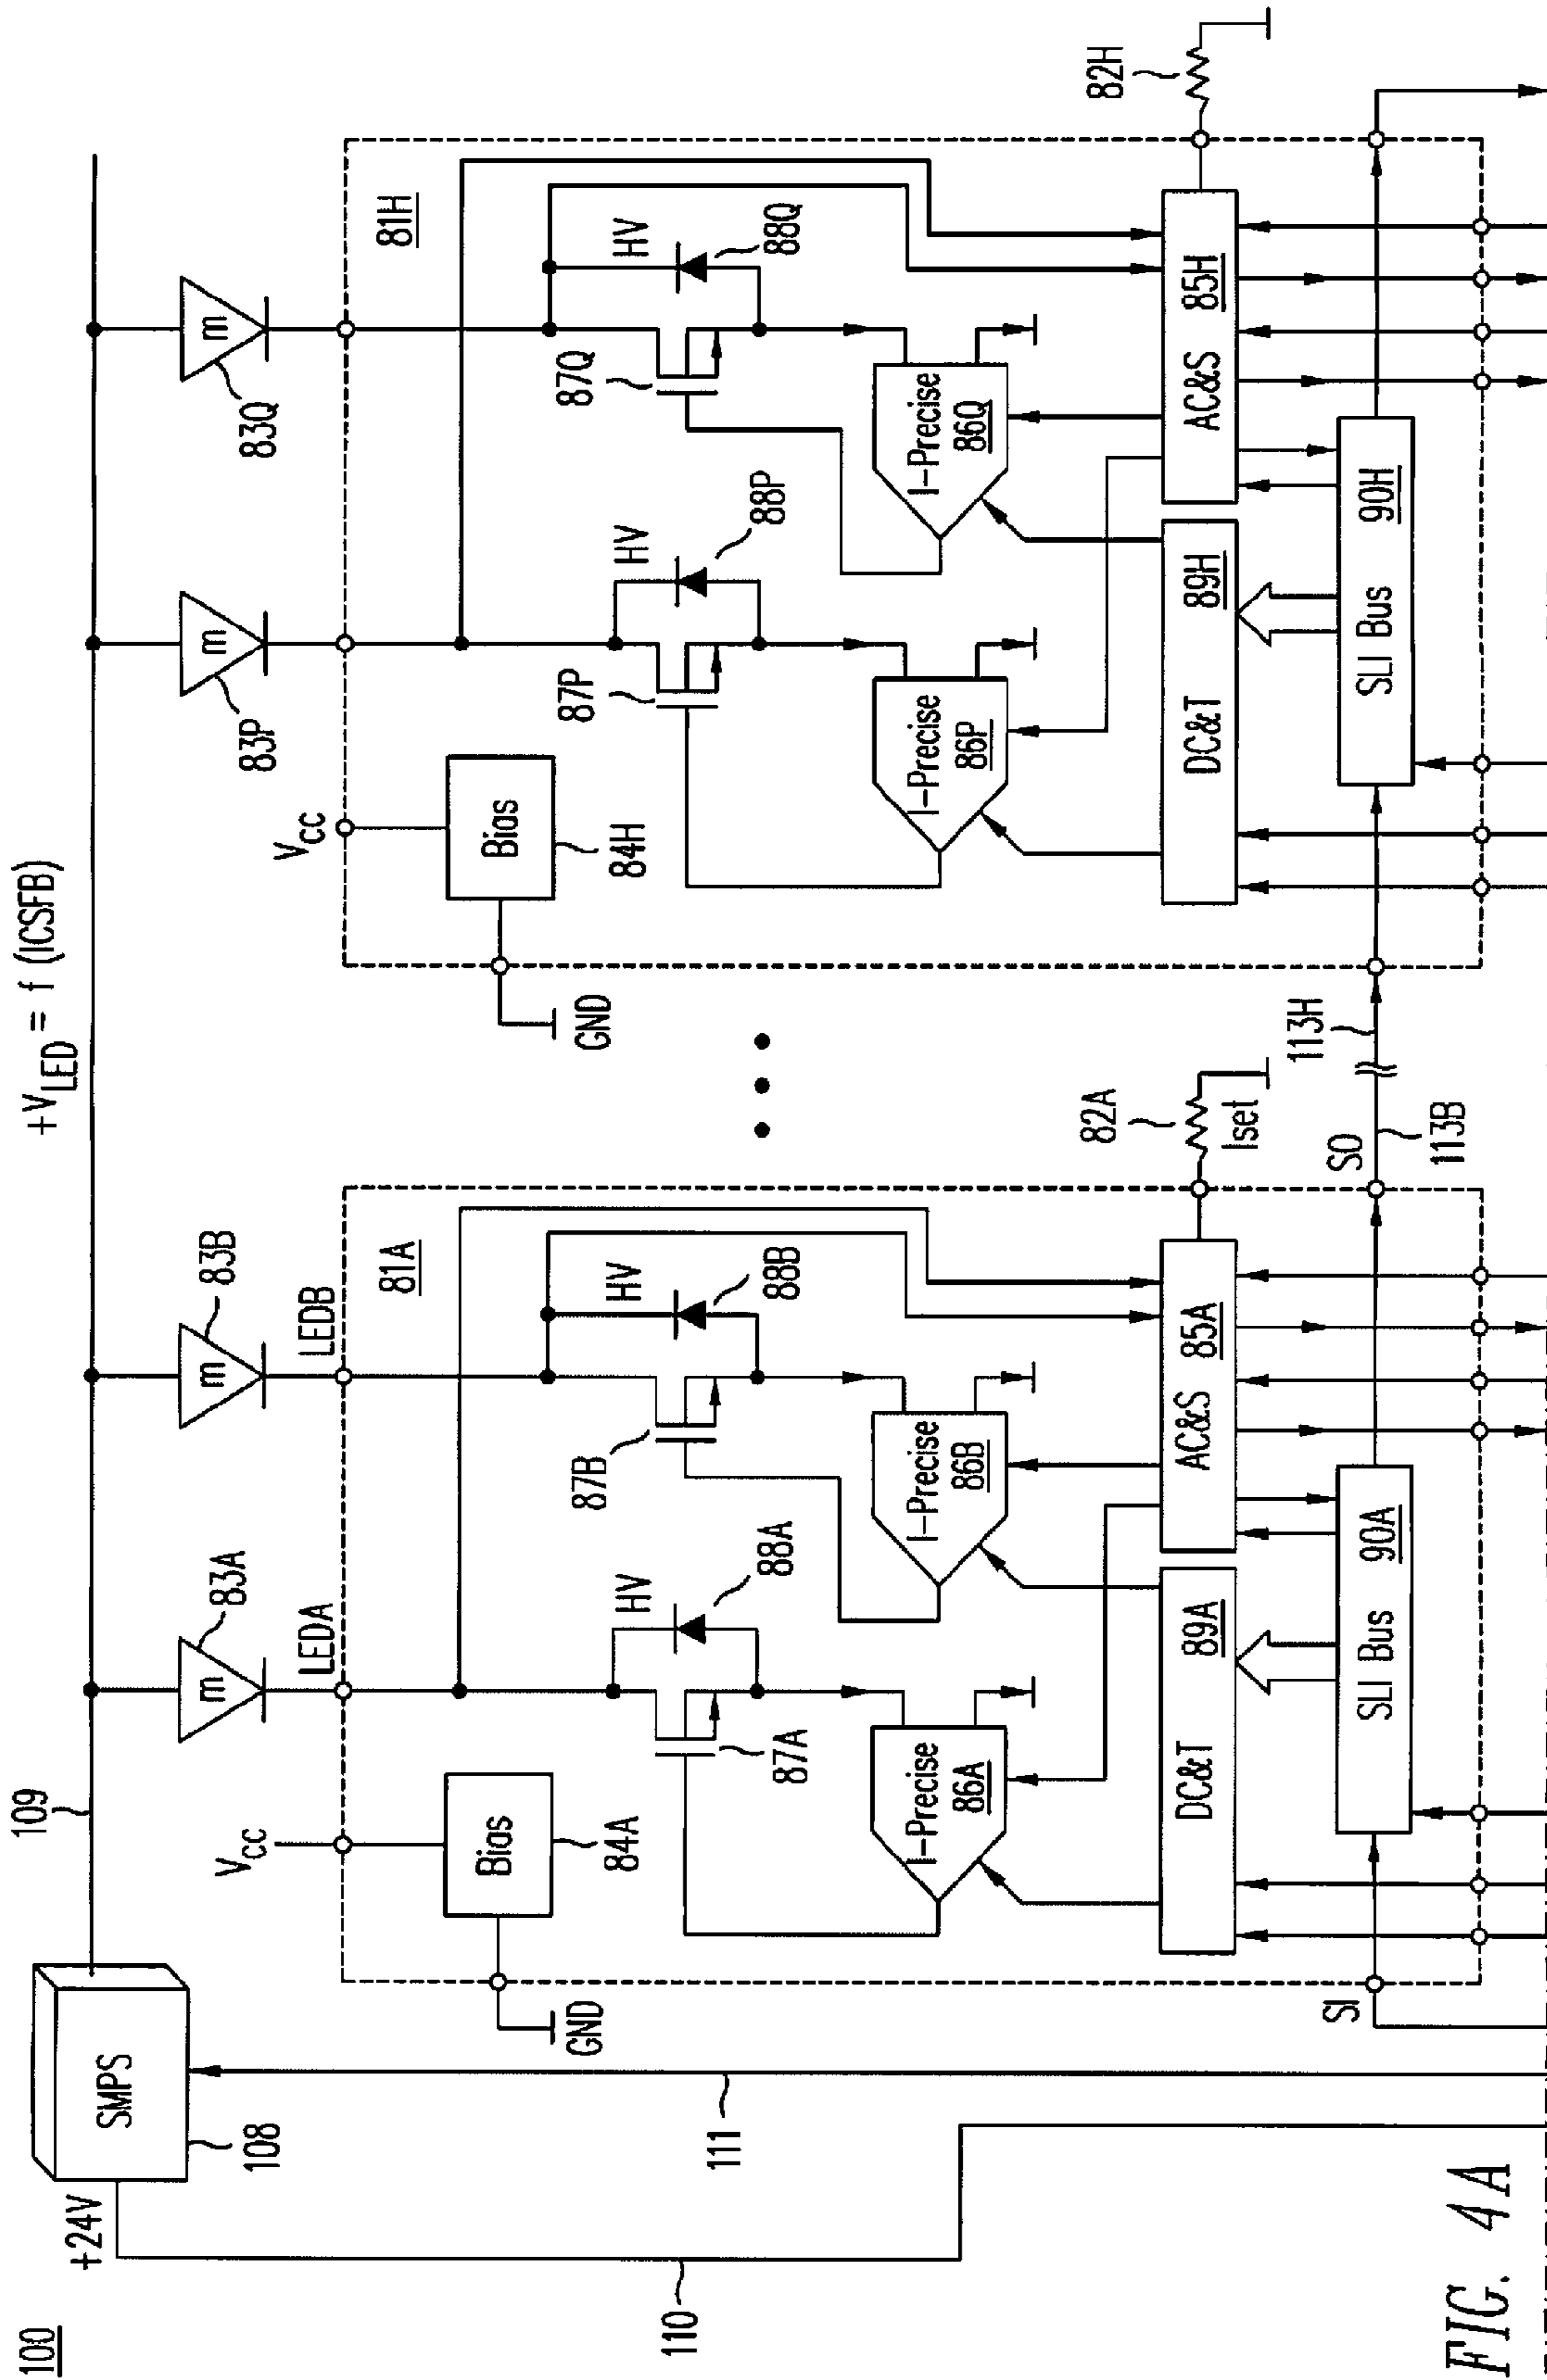 100
+24V
SMPS
108
109
+VLED = f (ICSFB)
110
111
83A
83B
83P
83Q
LEDA
LEDB
VCC
VCC
Bias
84A
GND
81A
HV
88A
87A
HV
88B
87B
I-Precise
86A
I-Precise
86B
DC&T 89A
AC&S 85A
82A
Iset
SLI Bus 90A
SI
SO
113B
113H
Bias
84H
GND
81H
HV
88P
87P
HV
88Q
87Q
I-Precise
86P
I-Precise
86Q
DC&T 89H
AC&S 85H
82H
SLI Bus 90H
m
m
m
m
FIG. 4A